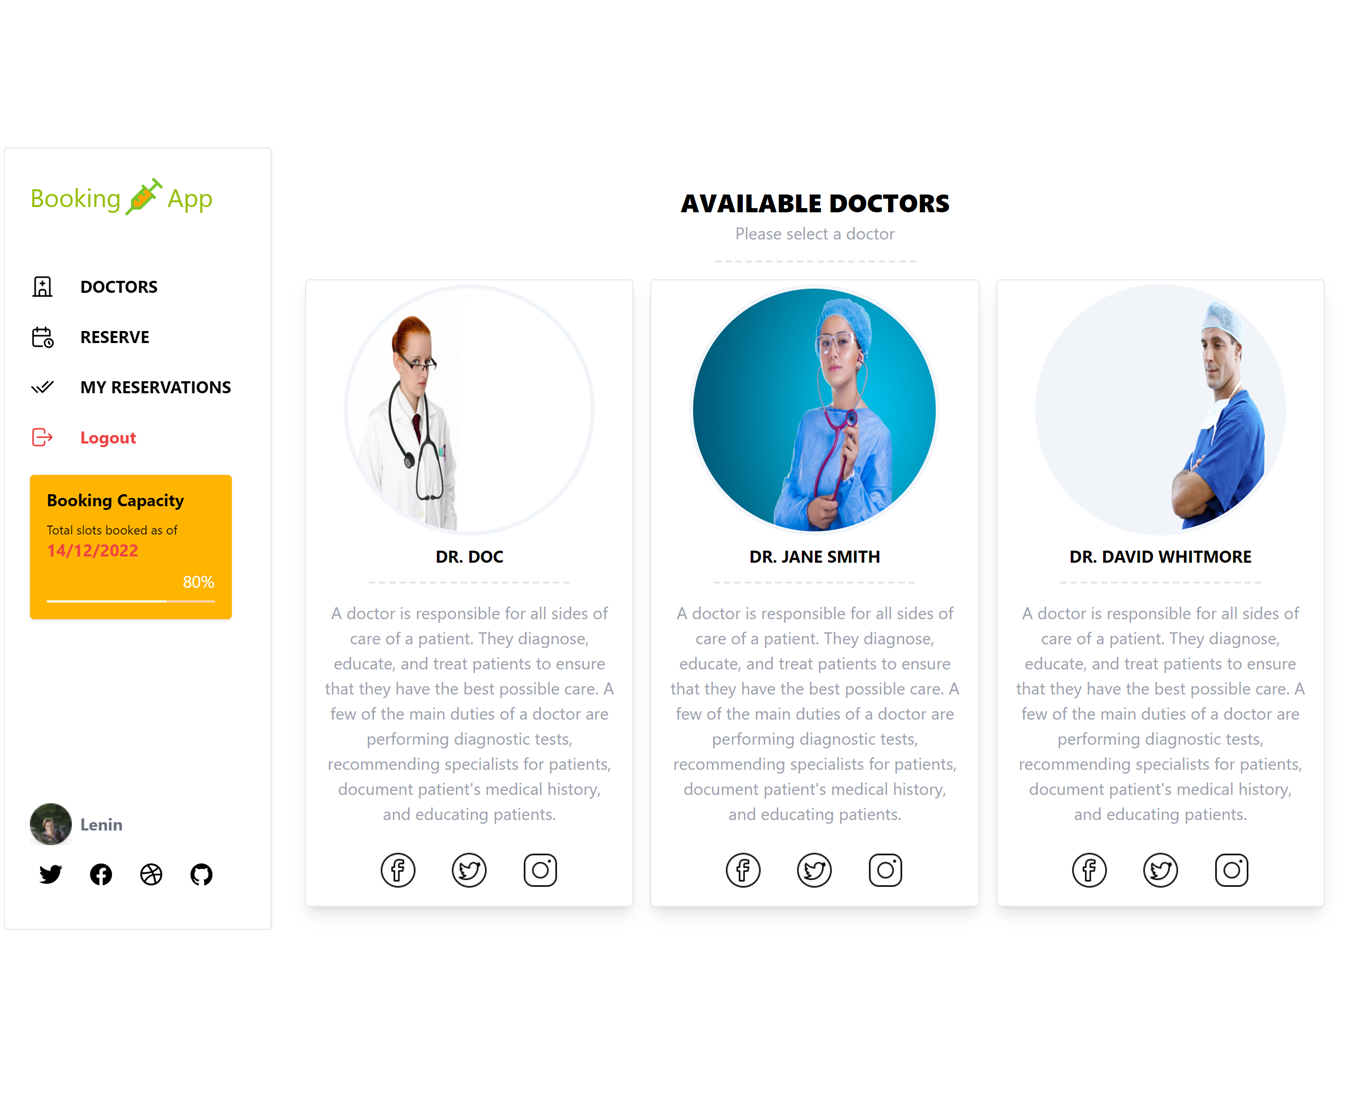 Booking App
DOCTORS
RESERVE
MY RESERVATIONS
Logout
Booking Capacity
Total slots booked as of
14/12/2022
80%
Lenin
AVAILABLE DOCTORS
Please select a doctor
DR. DOC
A doctor is responsible for all sides of
care of a patient. They diagnose,
educate, and treat patients to ensure
that they have the best possible care. A
few of the main duties of a doctor are
performing diagnostic tests,
recommending specialists for patients,
document patient's medical history,
and educating patients.
DR. JANE SMITH
A doctor is responsible for all sides of
care of a patient. They diagnose,
educate, and treat patients to ensure
that they have the best possible care. A
few of the main duties of a doctor are
performing diagnostic tests,
recommending specialists for patients,
document patient's medical history,
and educating patients.
DR. DAVID WHITMORE
A doctor is responsible for all sides of
care of a patient. They diagnose,
educate, and treat patients to ensure
that they have the best possible care. A
few of the main duties of a doctor are
performing diagnostic tests,
recommending specialists for patients,
document patient's medical history,
and educating patients.